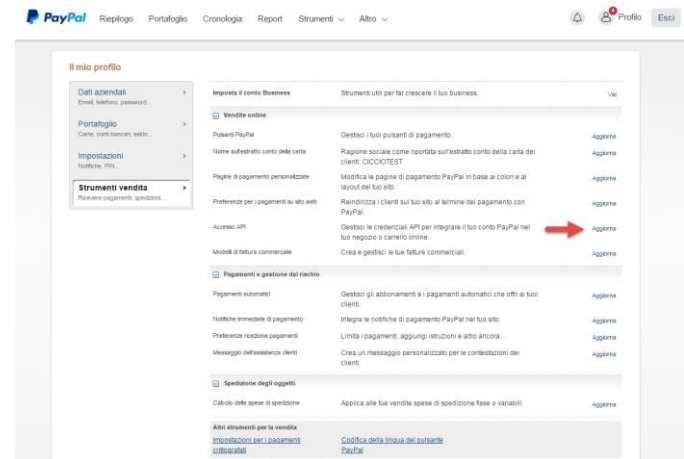 PayPal Riepilogo Portafoglio Cronologia Report Strumenti Altro Profilo Esci
Il mio profilo
Dati aziendali
Email, telefono, password...
Portafoglio
Carte, conti bancari, saldo...
Impostazioni
Notifiche, PIN...
Strumenti vendita
Ricevere pagamenti, spedizioni...
Imposta il conto Business Strumenti utili per far crescere il tuo business. Vai
Vendite online
Pulsanti PayPal Gestisci i tuoi pulsanti di pagamento. Aggiorna
Nome sull'estratto conto della carta Ragione sociale come riportata sull'estratto conto della carta dei
clienti: CICCIOTEST Aggiorna
Pagine di pagamento personalizzate Modifica le pagine di pagamento PayPal in base ai colori e al
layout del tuo sito. Aggiorna
Preferenze per i pagamenti su sito web Reindirizza i clienti sul tuo sito al termine del pagamento con
PayPal. Aggiorna
Accesso API Gestisci le credenziali API per integrare il tuo conto PayPal nel
tuo negozio o carrello online. Aggiorna
Modelli di fatture commerciale Crea e gestisci le tue fatture commerciali. Aggiorna
Pagamenti e gestione del rischio
Pagamenti automatici Gestisci gli abbonamenti e i pagamenti automatici che offri ai tuoi
clienti. Aggiorna
Notifiche immediate di pagamento Integra le notifiche di pagamento PayPal nel tuo sito. Aggiorna
Preferenze ricezione pagamenti Limita i pagamenti, aggiungi istruzioni e altro ancora. Aggiorna
Messaggio dell'assistenza clienti Crea un messaggio personalizzato per le contestazioni dei
clienti. Aggiorna
Spedizione degli oggetti
Calcolo delle spese di spedizione Applica alle tue vendite spese di spedizione fisse o variabili. Aggiorna
Altri strumenti per la vendita
Impostazioni per i pagamenti Codifica della lingua del pulsante
crittografati PayPal